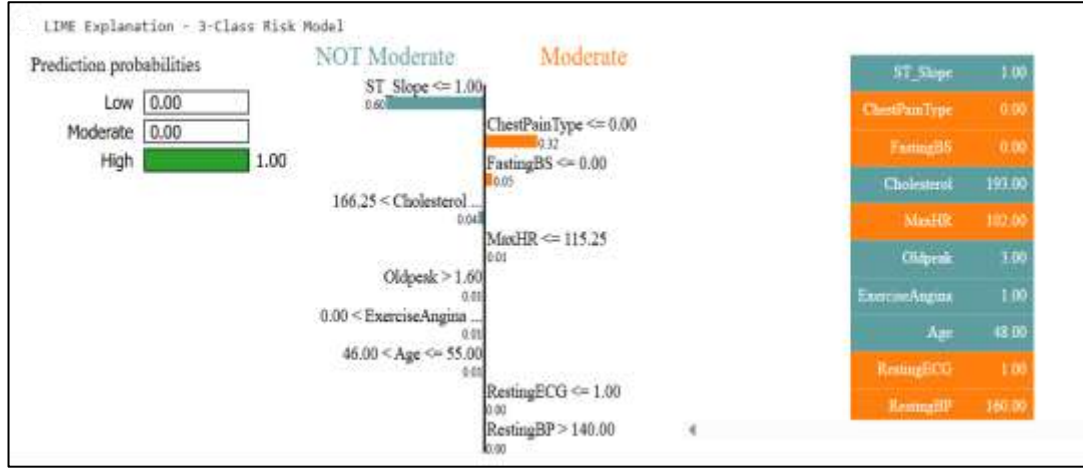 LIME Explanation - 3-Class Risk Model
Prediction probabilities
Low 0.00
Moderate 0.00
High 1.00
NOT Moderate Moderate
ST_Slope <= 1.00
0.60
ChestPainType <= 0.00
0.32
FastingBS <= 0.00
0.05
166.25 < Cholesterol ...
0.04
MaxHR <= 115.25
0.01
Oldpeak > 1.60
0.01
0.00 < ExerciseAngina ...
0.01
46.00 < Age <= 55.00
0.01
RestingECG <= 1.00
0.00
RestingBP > 140.00
0.00
ST_Slope 1.00
ChestPainType 0.00
FastingBS 0.00
Cholesterol 193.00
MaxHR 102.00
Oldpeak 3.00
ExerciseAngina 1.00
Age 48.00
RestingECG 1.00
RestingBP 160.00